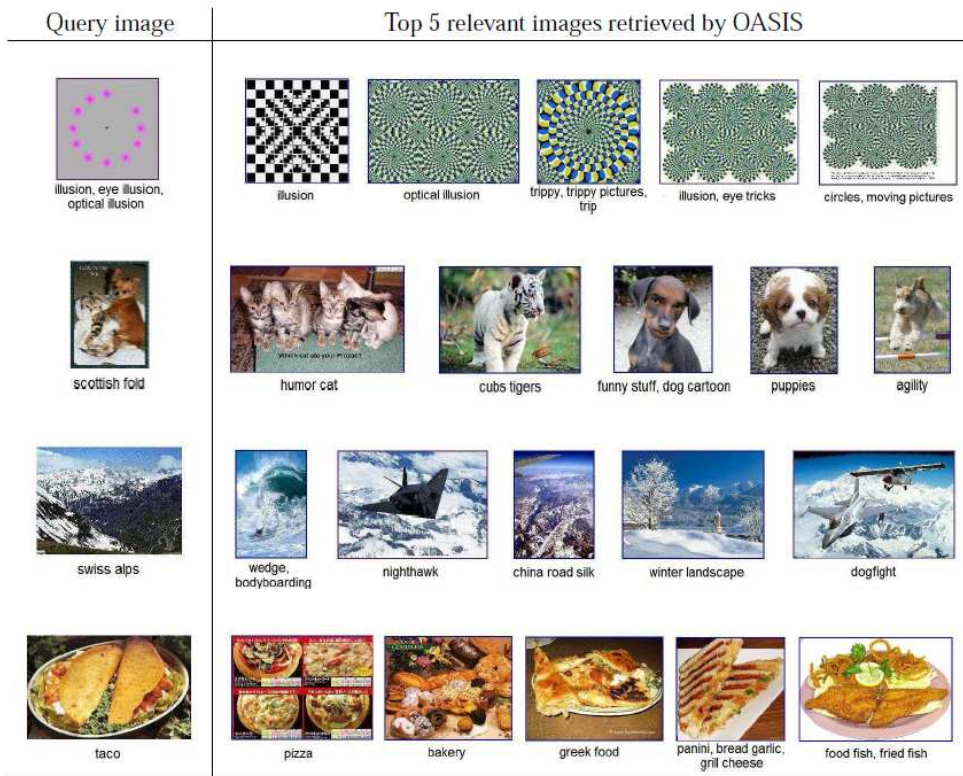 Query image
Top 5 relevant images retrieved by OASIS
illusion, eye illusion,
optical illusion
illusion
optical illusion
trippy, trippy pictures,
trip
illusion, eye tricks
circles, moving pictures
scottish fold
humor cat
cubs tigers
funny stuff, dog cartoon
puppies
agility
swiss alps
wedge,
bodyboarding
nighthawk
china road silk
winter landscape
dogfight
taco
pizza
bakery
greek food
panini, bread garlic,
grill cheese
food fish, fried fish